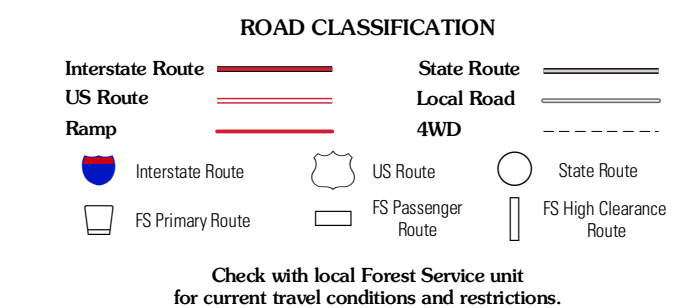 ROAD CLASSIFICATION
Interstate Route
State Route
US Route
Local Road
Ramp
4WD
Interstate Route
US Route
State Route
FS Primary Route
FS Passenger
Route
FS High Clearance
Route
Check with local Forest Service unit
for current travel conditions and restrictions.